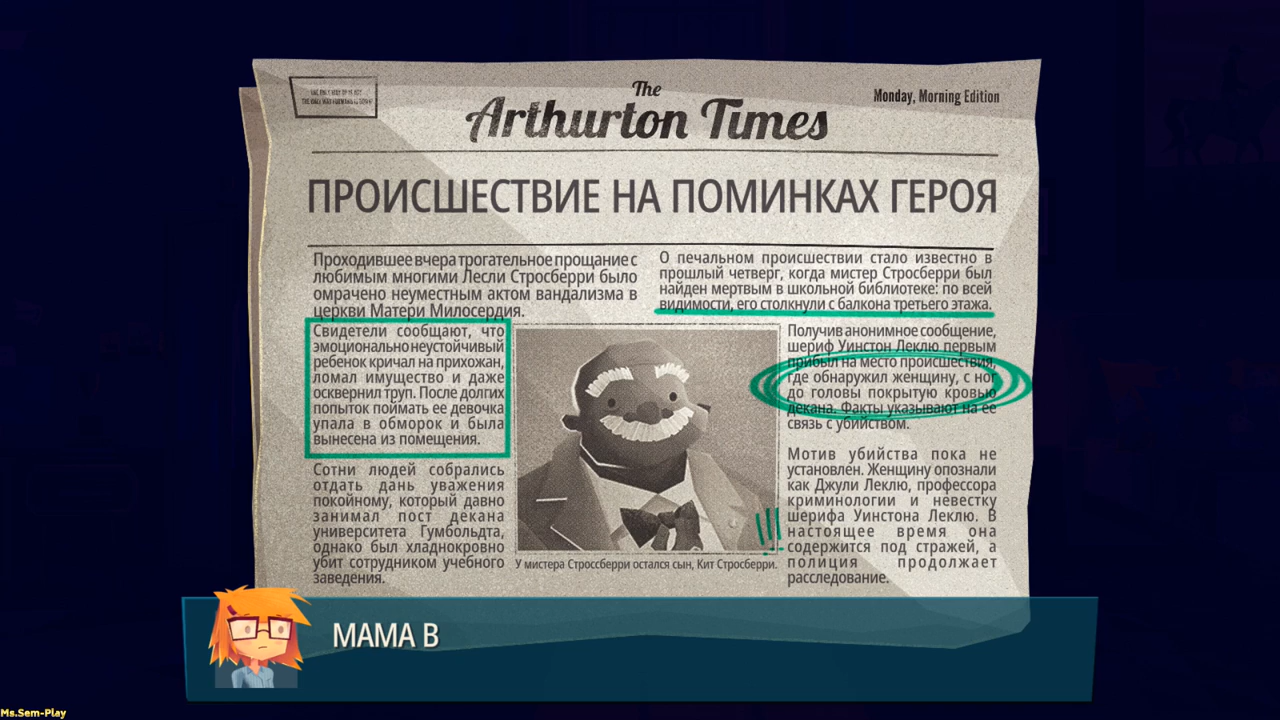 The
Arthurton Times
Monday, Morning Edition
ПРОИСШЕСТВИЕ НА ПОМИНКАХ ГЕРОЯ
Проходившее вчера трогательное прощание с
любимым многими Лесли Стросберри было
омрачено неуместным актом вандализма в
церкви Матери Милосердия.
Свидетели сообщают, что
эмоционально неустойчивый
ребенок кричал на прихожан,
ломал имущество и даже
осквернил труп. После долгих
попыток поймать ее девочка
упала в обморок и была
вынесена из помещения.
Сотни людей собрались
отдать дань уважения
покойному, который давно
занимал пост декана
университета Гумбольдта,
однако был хладнокровно
убит сотрудником учебного
заведения.
У мистера Строссберри остался сын, КитСтросберри.
О печальном происшествии стало известно в
прошлый четверг, когда мистер Стросберри был
найден мертвым в школьной библиотеке: по всей
видимости, его столкнули с балкона третьего этажа.
Получив анонимное сообщение,
шериф Уинстон Леклю первым
прибыл на место происшествия,
где обнаружил женщину, с ног
до головы покрытую кровью
декана. Факты указывают на ее
связь с убийством.
Мотив убийства пока не
установлен. Женщину опознали
как Джули Леклю, профессора
криминологии и невестку
шерифа Уинстона Леклю. В
настоящее время она
содержится под стражей, а
полиция продолжает
расследование.
МАМА В
Ms.Sem-Play